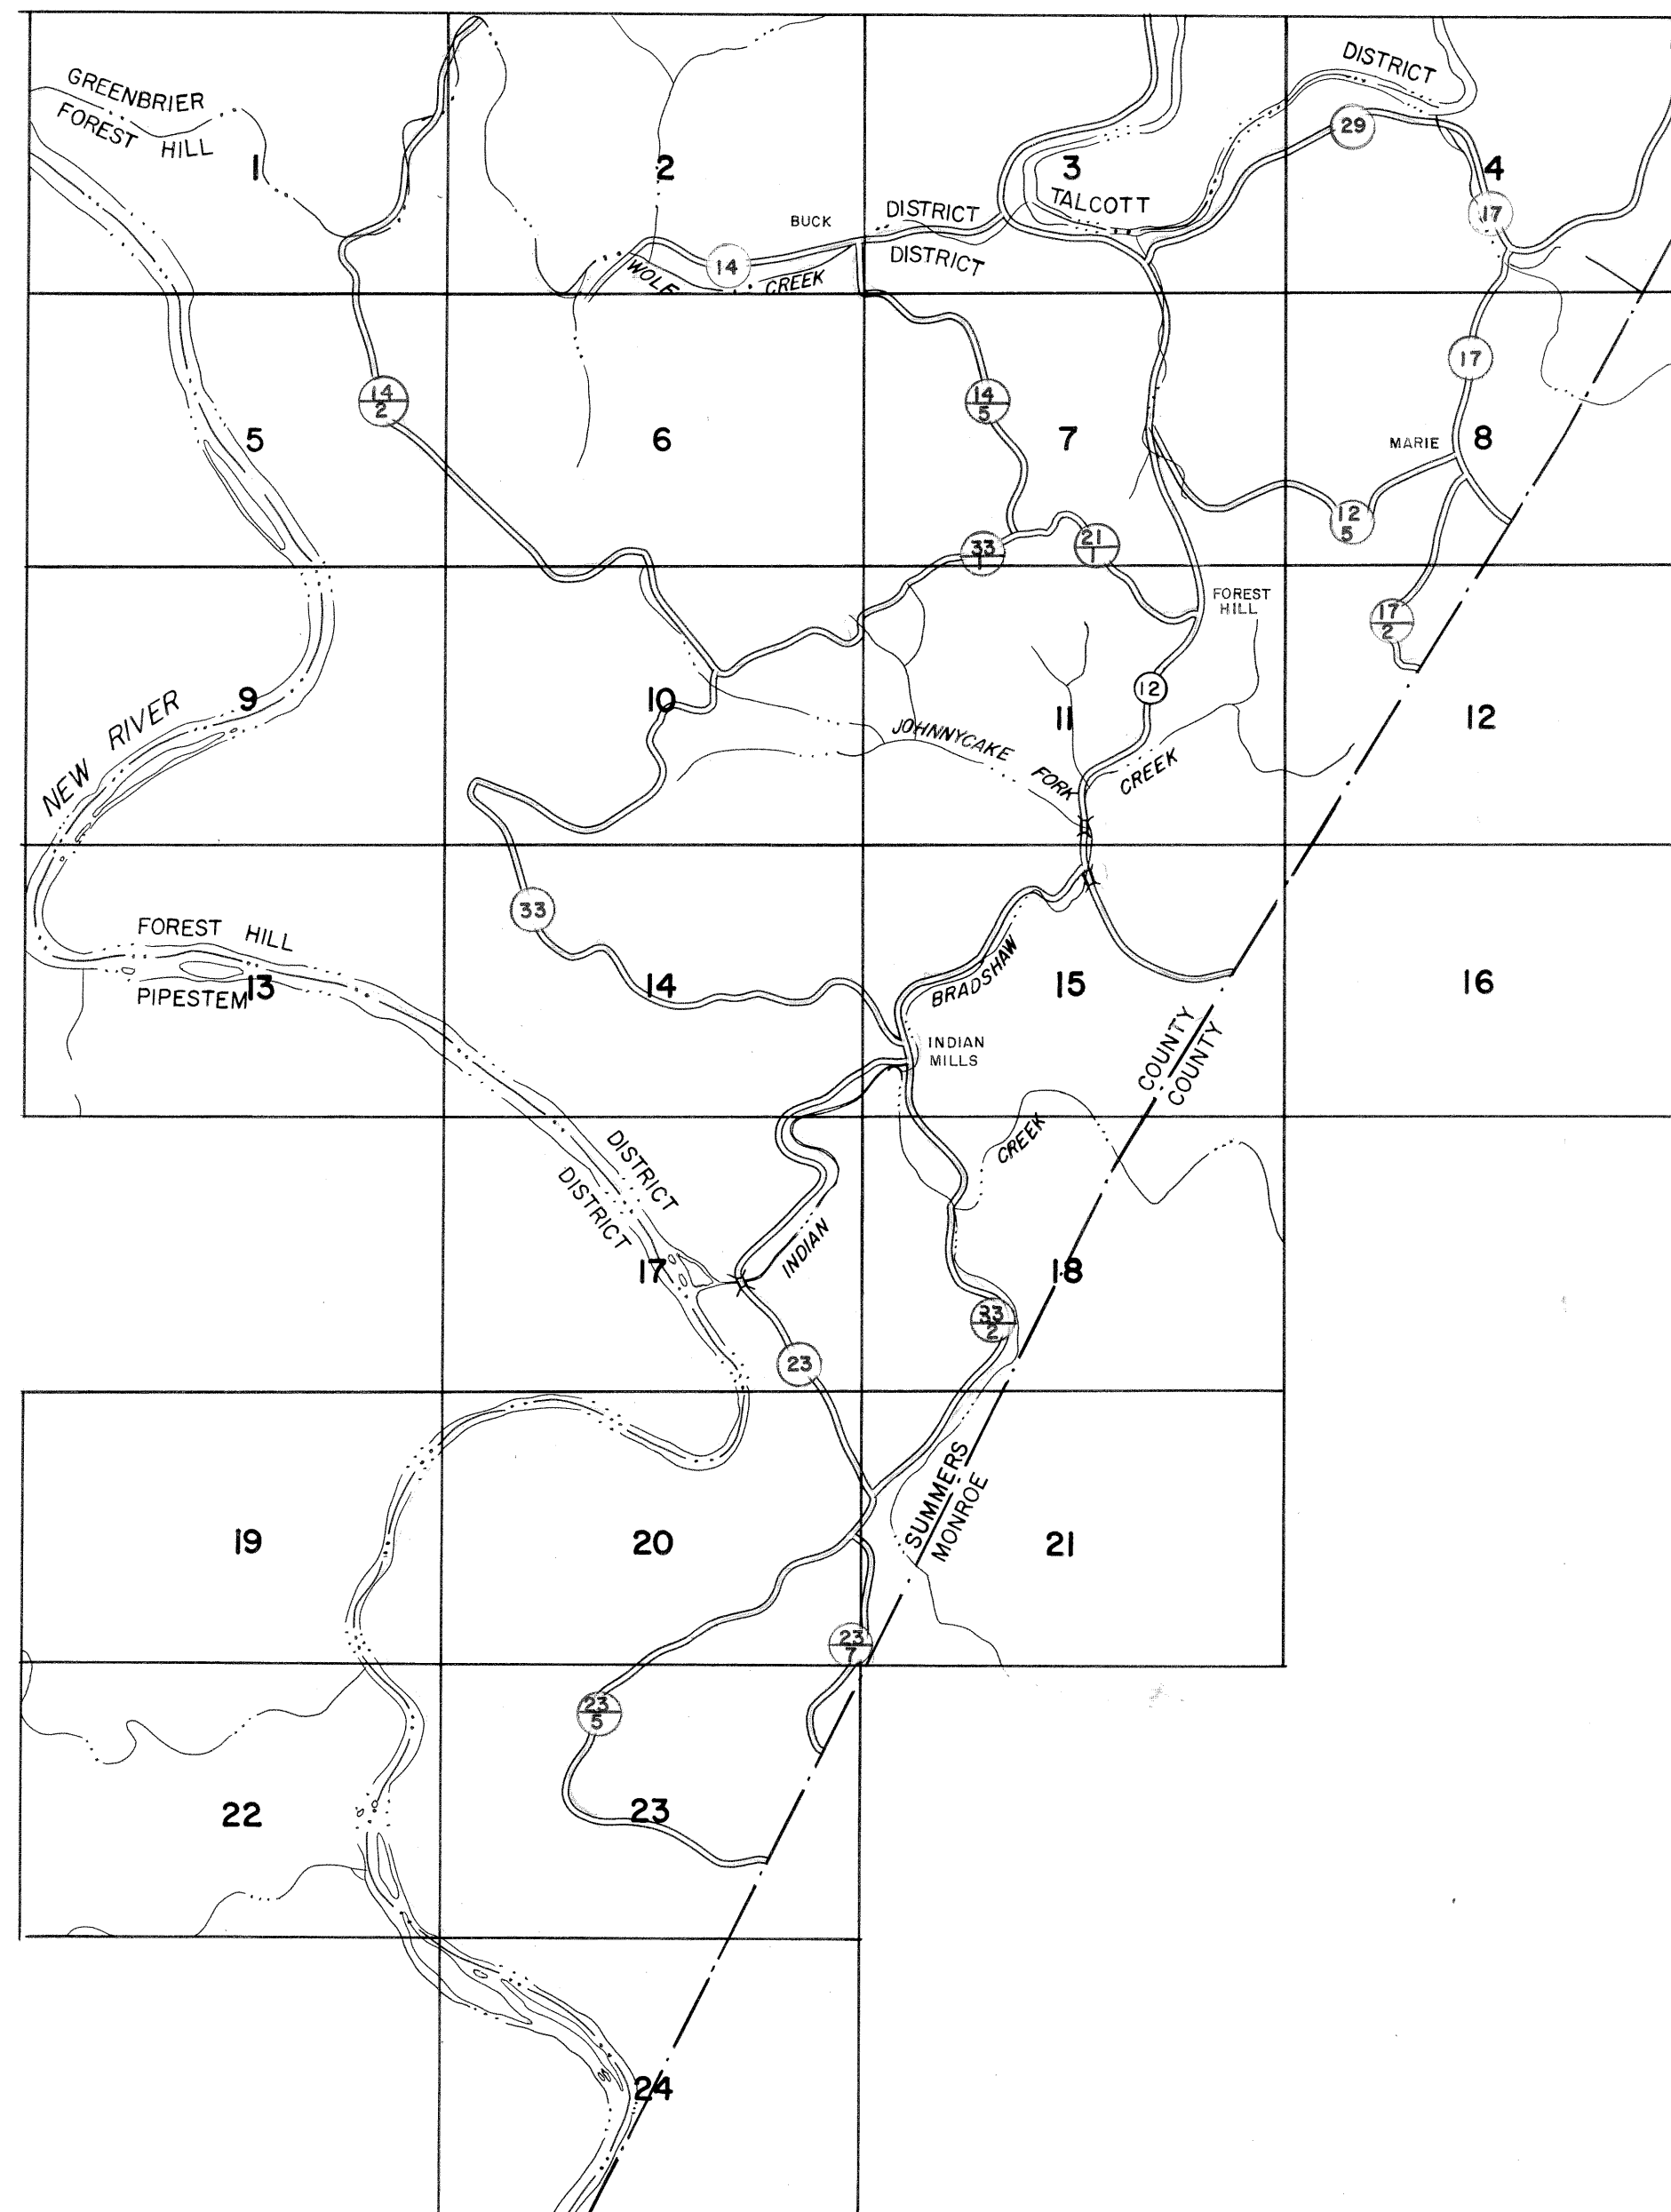 GREENBRIER
FOREST HILL
1
2
3
4
DISTRICT
29
17
TALCOTT
BUCK
DISTRICT
DISTRICT
14
WOLF CREEK
5
6
7
8
14
2
14
5
17
MARIE
12
5
33
1
21
1
17
2
FOREST
HILL
NEW RIVER
9
10
11
12
12
JOHNNYCAKE FORK
CREEK
33
FOREST HILL
PIPESTEM
13
14
15
16
BRADSHAW
INDIAN
MILLS
COUNTY
COUNTY
DISTRICT
DISTRICT
CREEK
INDIAN
17
18
33
2
23
SUMMERS
MONROE
19
20
21
23
7
23
5
22
23
24